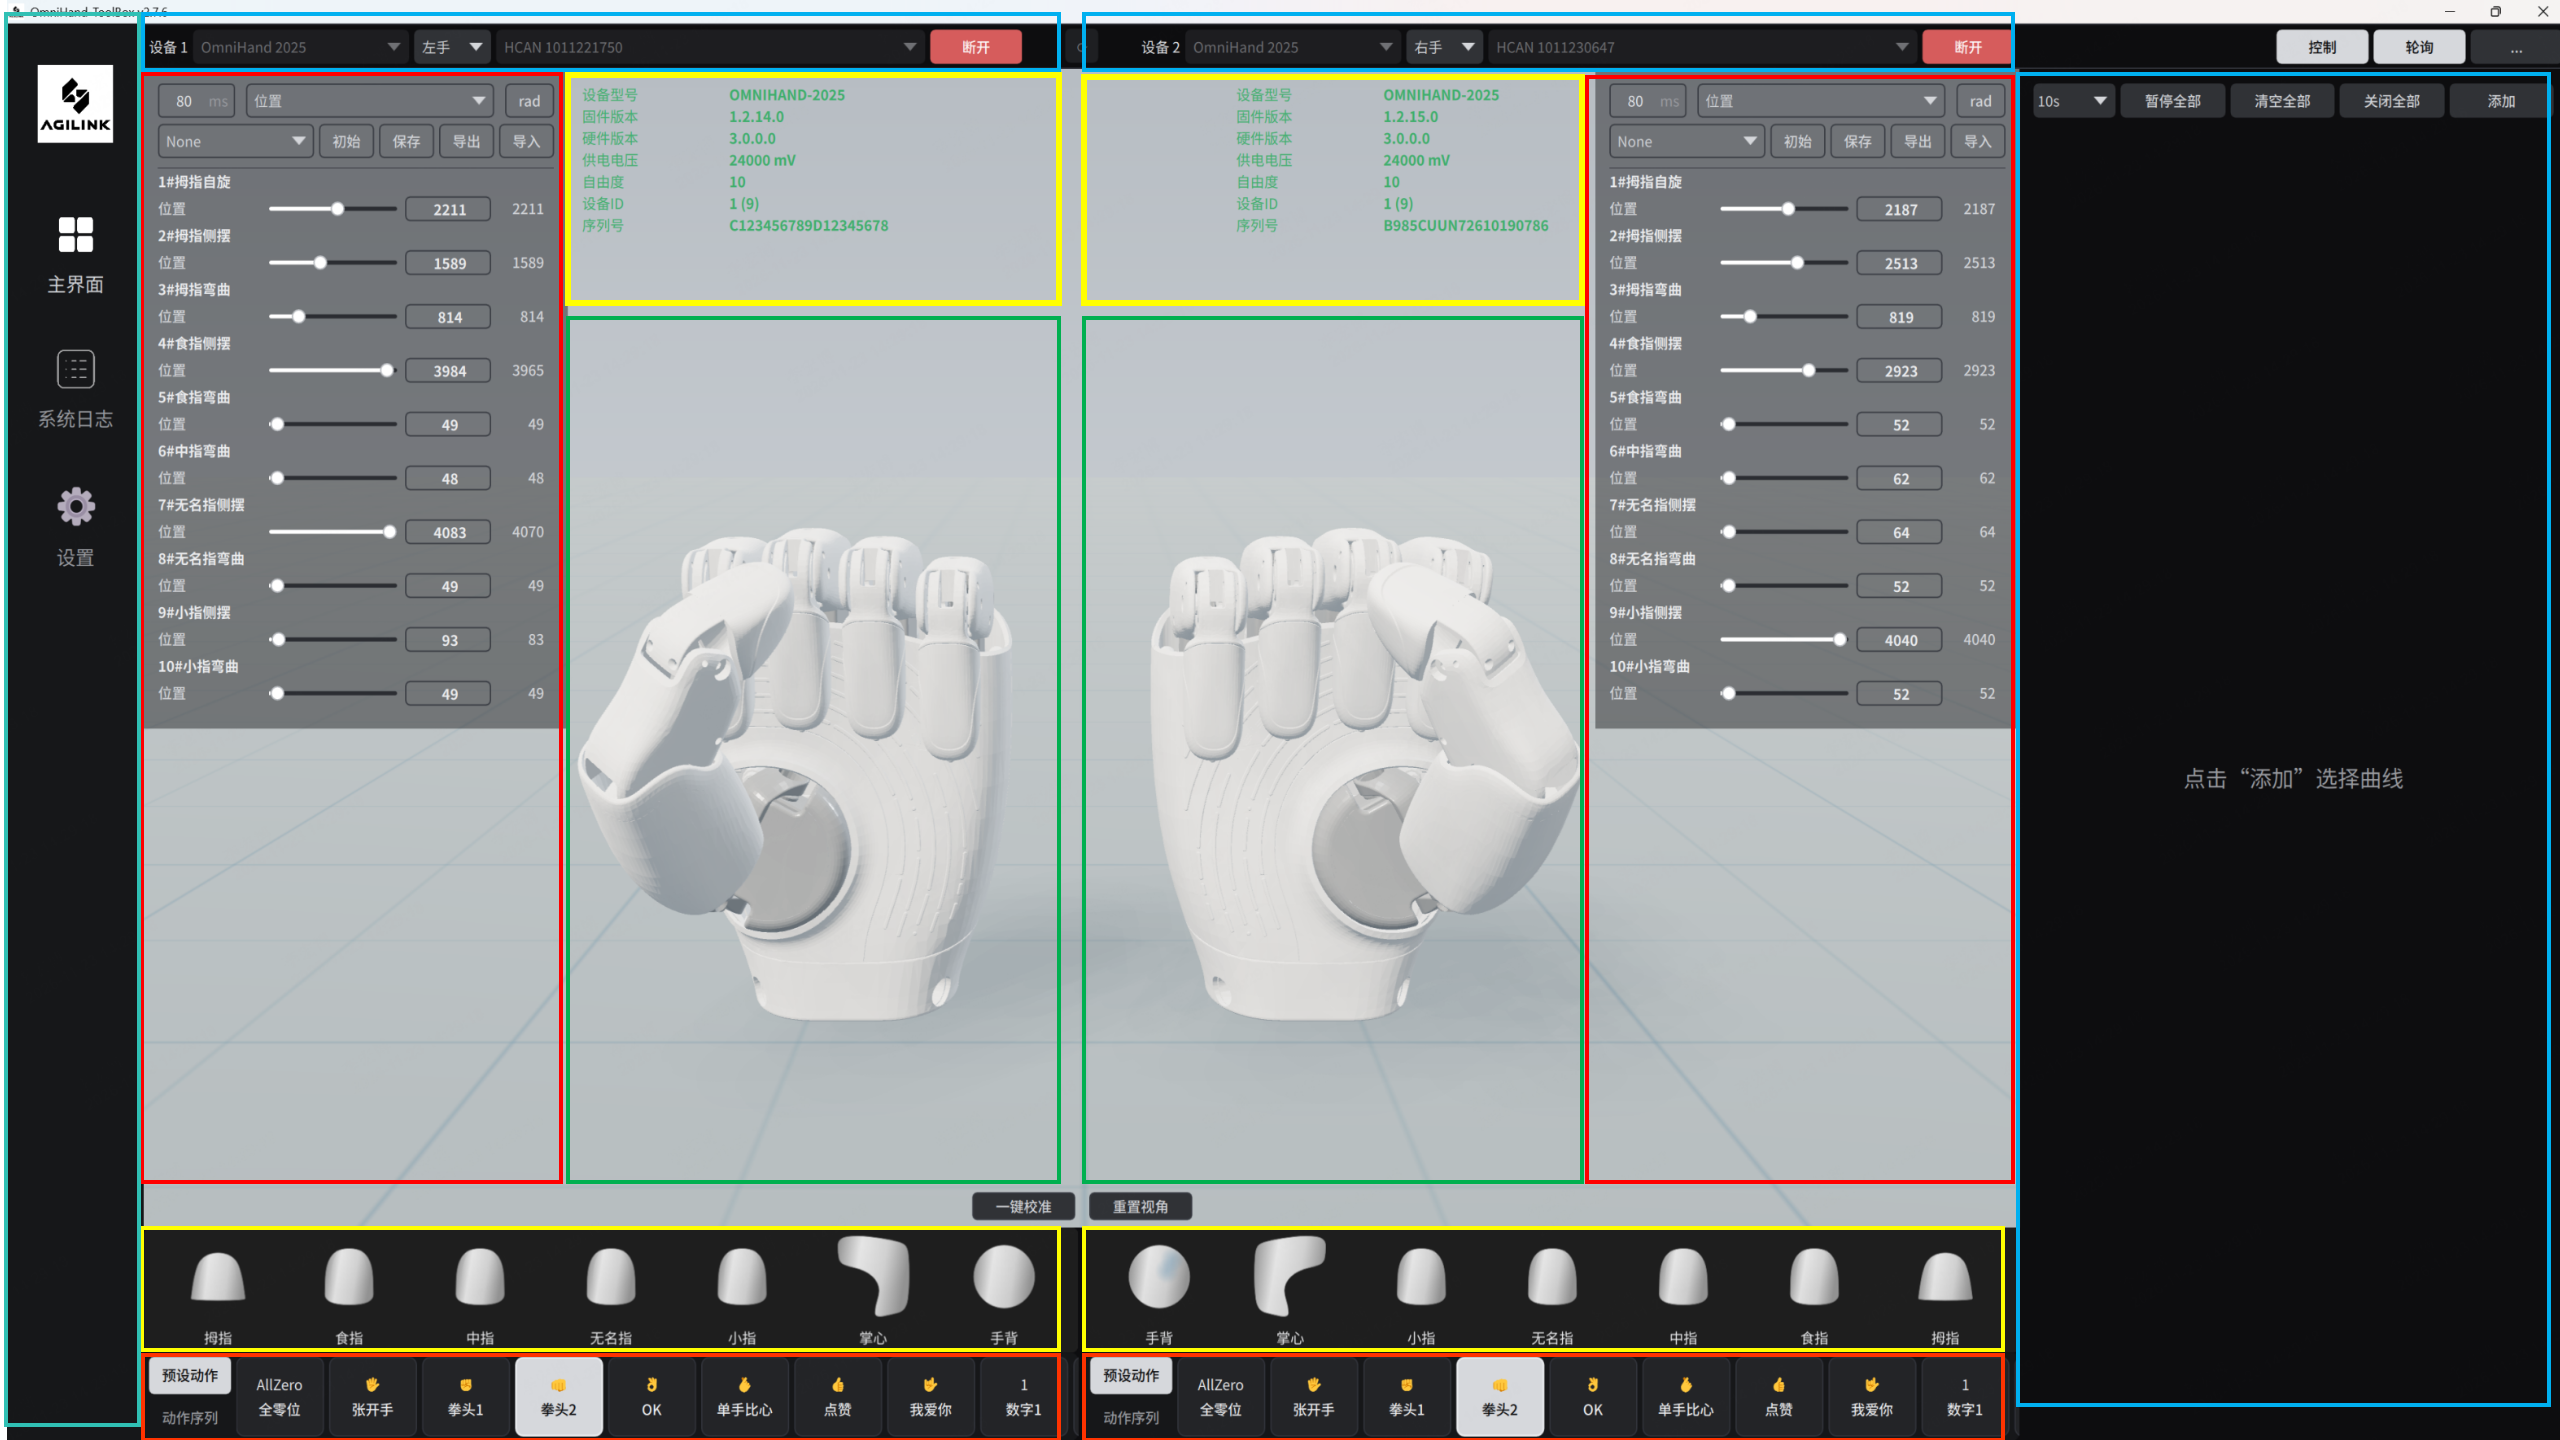 OmniHand-ToolBox v2.7.6
设备 1 OmniHand 2025 左手 HCAN 1011221750 断开
设备 2 OmniHand 2025 右手 HCAN 1011230647 断开
控制 轮询 ...
AGILINK
主界面
系统日志
设置
80 ms 位置 rad
None 初始 保存 导出 导入
1#拇指自旋
位置 2211 2211
2#拇指侧摆
位置 1589 1589
3#拇指弯曲
位置 814 814
4#食指侧摆
位置 3984 3965
5#食指弯曲
位置 49 49
6#中指弯曲
位置 48 48
7#无名指侧摆
位置 4083 4070
8#无名指弯曲
位置 49 49
9#小指侧摆
位置 93 83
10#小指弯曲
位置 49 49
设备型号 OMNIHAND-2025
固件版本 1.2.14.0
硬件版本 3.0.0.0
供电电压 24000 mV
自由度 10
设备ID 1 (9)
序列号 C123456789D12345678
设备型号 OMNIHAND-2025
固件版本 1.2.15.0
硬件版本 3.0.0.0
供电电压 24000 mV
自由度 10
设备ID 1 (9)
序列号 B985CUUN72610190786
80 ms 位置 rad
None 初始 保存 导出 导入
1#拇指自旋
位置 2187 2187
2#拇指侧摆
位置 2513 2513
3#拇指弯曲
位置 819 819
4#食指侧摆
位置 2923 2923
5#食指弯曲
位置 52 52
6#中指弯曲
位置 62 62
7#无名指侧摆
位置 64 64
8#无名指弯曲
位置 52 52
9#小指侧摆
位置 4040 4040
10#小指弯曲
位置 52 52
10s 暂停全部 清空全部 关闭全部 添加
点击“添加”选择曲线
一键校准 重置视角
拇指 食指 中指 无名指 小指 掌心 手背
手背 掌心 小指 无名指 中指 食指 拇指
预设动作
动作序列
AllZero
全零位 张开手 拳头1 拳头2 OK 单手比心 点赞 我爱你
1
数字1
预设动作
动作序列
AllZero
全零位 张开手 拳头1 拳头2 OK 单手比心 点赞 我爱你
1
数字1